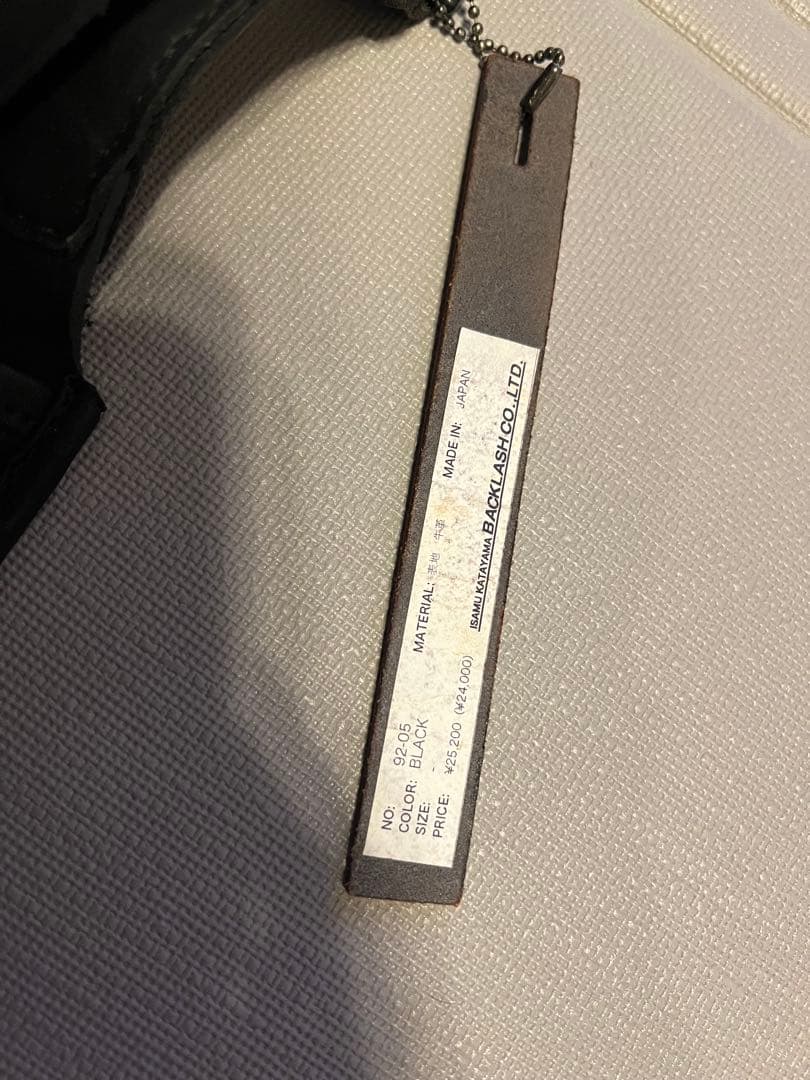 NO: 92-05
COLOR: BLACK
SIZE: -
PRICE: ¥25,200 (¥24,000)
MATERIAL: 表地 牛革
MADE IN: JAPAN
ISAMU KATAYAMA BACKLASH CO.,LTD.